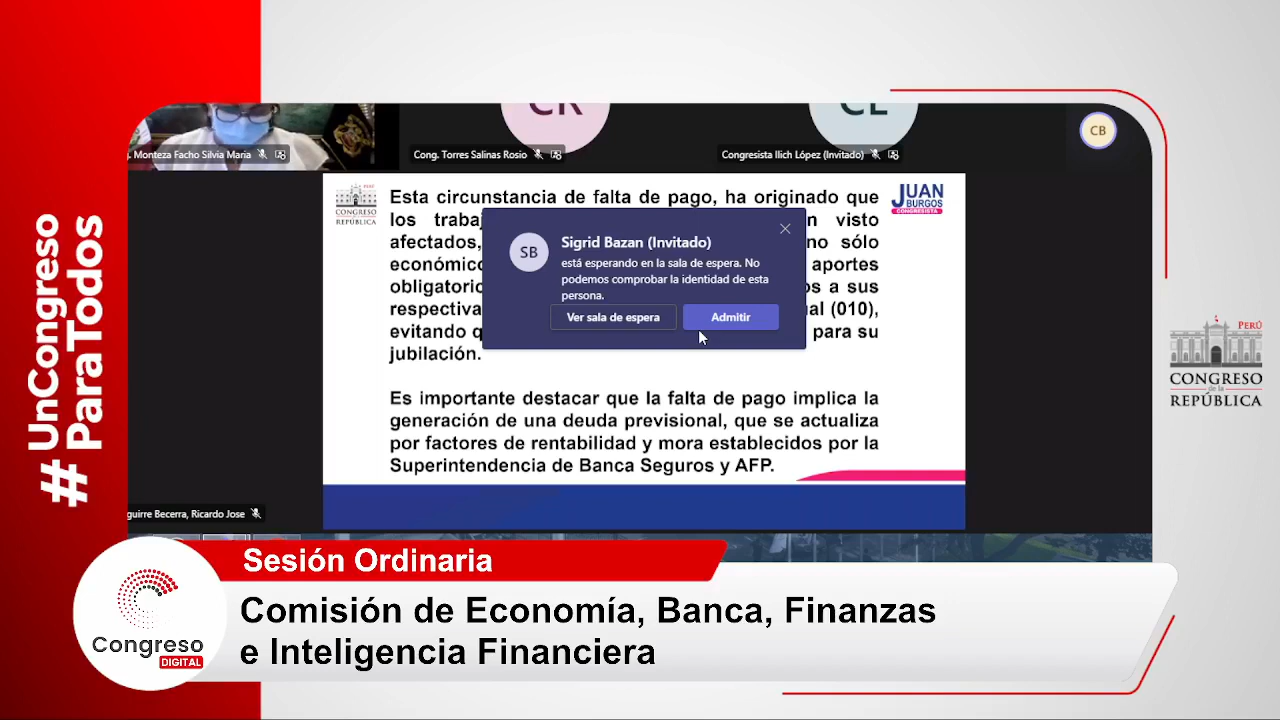 #UnCongreso
ParaTodos
CR
CL
CB
. Monteza Facho Silvia Maria
Cong. Torres Salinas Rosio
Congresista Ilich López (Invitado)
PERÚ
CONGRESO
REPÚBLICA
JUAN
BURGOS
CONGRESISTA
Esta circunstancia de falta de pago, ha originado que
los visto
afectados, no sólo
aportes
s a sus
(010),
evitando para su
jubilación.
SB
Sigrid Bazan (Invitado)
está esperando en la sala de espera. No
podemos comprobar la identidad de esta
persona.
Ver sala de espera
Admitir
Es importante destacar que la falta de pago implica la
generación de una deuda previsional, que se actualiza
por factores de rentabilidad y mora establecidos por la
Superintendencia de Banca Seguros y AFP.
guirre Becerra, Ricardo Jose
PERÚ
CONGRESO
de la
REPÚBLICA
Sesión Ordinaria
Comisión de Economía, Banca, Finanzas
e Inteligencia Financiera
Congreso
DIGITAL